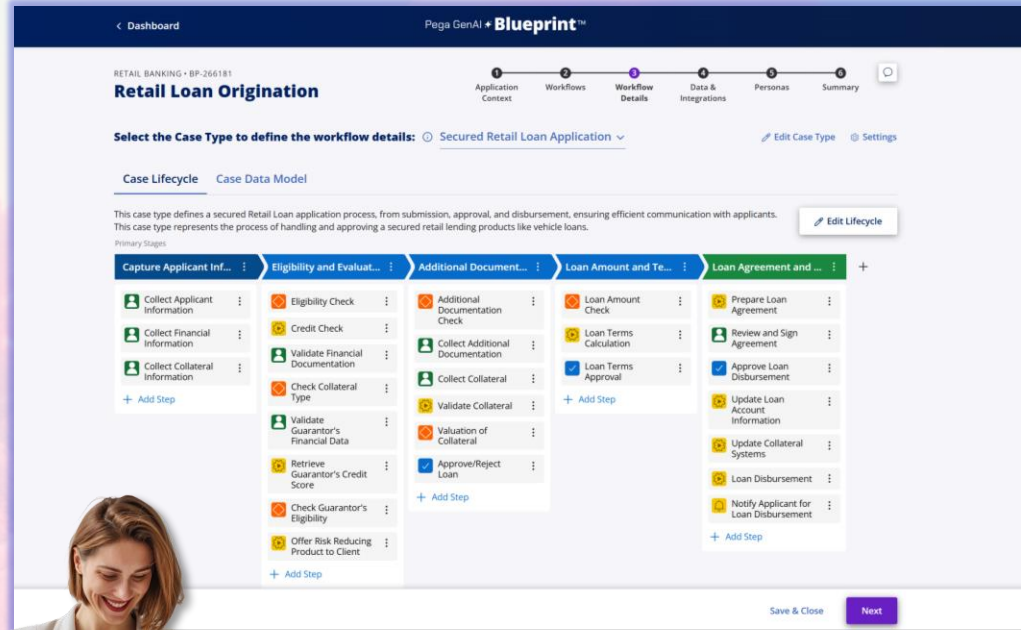 Dashboard
Pega GenAI Blueprint™
RETAIL BANKING • BP-266181
Retail Loan Origination
1
Application
Context
2
Workflows
3
Workflow
Details
4
Data &
Integrations
5
Personas
6
Summary
Select the Case Type to define the workflow details: Secured Retail Loan Application
Edit Case Type
Settings
Case Lifecycle
Case Data Model
This case type defines a secured Retail Loan application process, from submission, approval, and disbursement, ensuring efficient communication with applicants.
This case type represents the process of handling and approving a secured retail lending products like vehicle loans.
Edit Lifecycle
Primary Stages
Capture Applicant Inf...
Collect Applicant
Information
Collect Financial
Information
Collect Collateral
Information
+ Add Step
Eligibility and Evaluat...
Eligibility Check
Credit Check
Validate Financial
Documentation
Check Collateral
Type
Validate
Guarantor's
Financial Data
Retrieve
Guarantor's Credit
Score
Check Guarantor's
Eligibility
Offer Risk Reducing
Product to Client
+ Add Step
Additional Document...
Additional
Documentation
Check
Collect Additional
Documentation
Collect Collateral
Validate Collateral
Valuation of
Collateral
Approve/Reject
Loan
+ Add Step
Loan Amount and Te...
Loan Amount
Check
Loan Terms
Calculation
Loan Terms
Approval
+ Add Step
Loan Agreement and ...
Prepare Loan
Agreement
Review and Sign
Agreement
Approve Loan
Disbursement
Update Loan
Account
Information
Update Collateral
Systems
Loan Disbursement
Notify Applicant for
Loan Disbursement
+ Add Step
Save & Close
Next